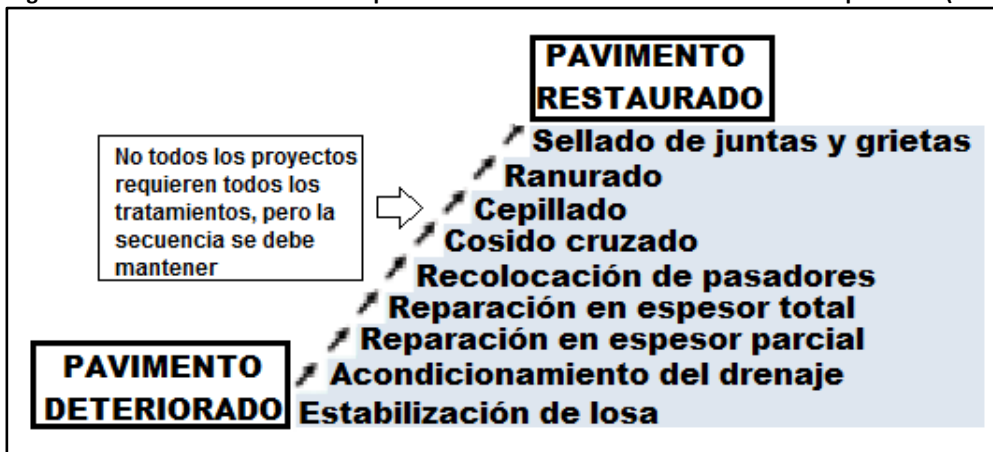 PAVIMENTO
RESTAURADO
Sellado de juntas y grietas
Ranurado
Cepillado
Cosido cruzado
Recolocación de pasadores
Reparación en espesor total
Reparación en espesor parcial
Acondicionamiento del drenaje
Estabilización de losa
No todos los proyectos
requieren todos los
tratamientos, pero la
secuencia se debe
mantener
PAVIMENTO
DETERIORADO